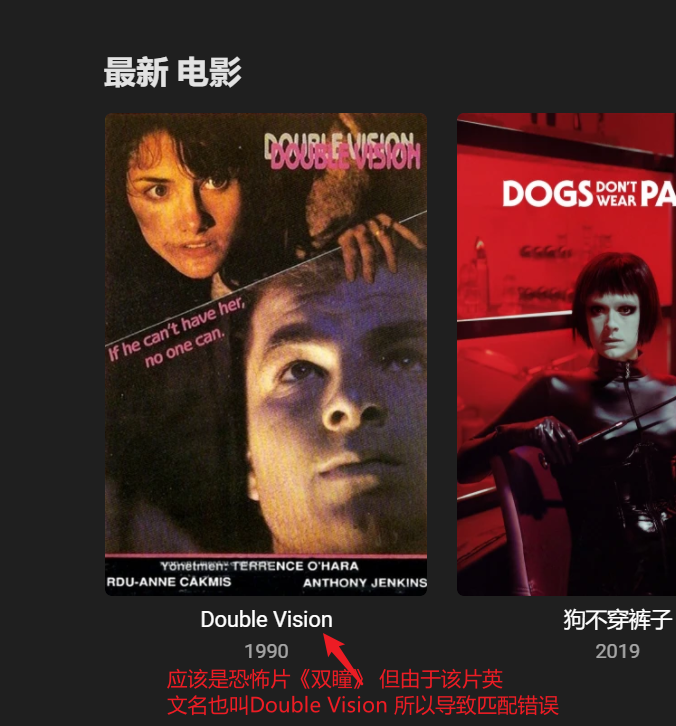 最新 电影
DOUBLE VISION
DOUBLE VISION
If he can't have her,
no one can.
Yönetmen: TERRENCE O'HARA
RDU-ANNE ÇAKMIS
ANTHONY JENKINS
DOGS DON'T WEAR PA
Double Vision
狗不穿裤子
1990
2019
应该是恐怖片《双瞳》 但由于该片英
文名也叫Double Vision 所以导致匹配错误